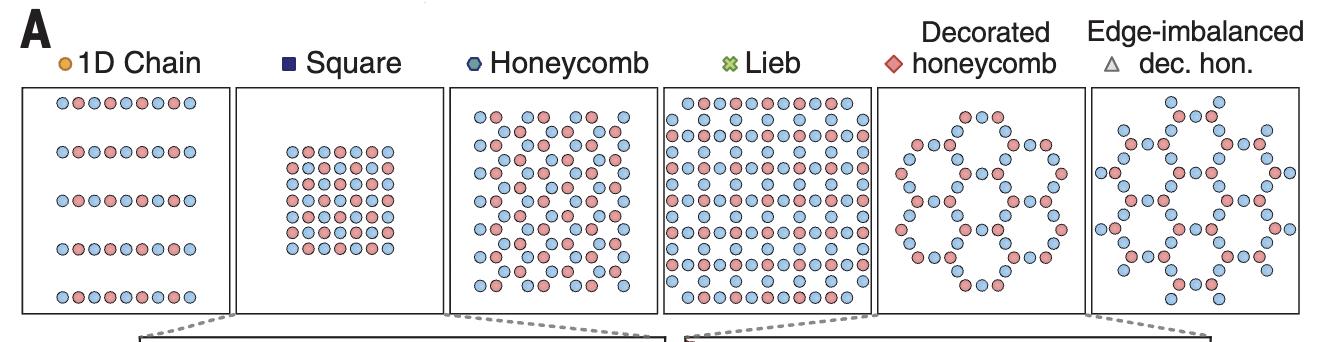 A
1D Chain
Square
Honeycomb
Lieb
Decorated
honeycomb
Edge-imbalanced
dec. hon.